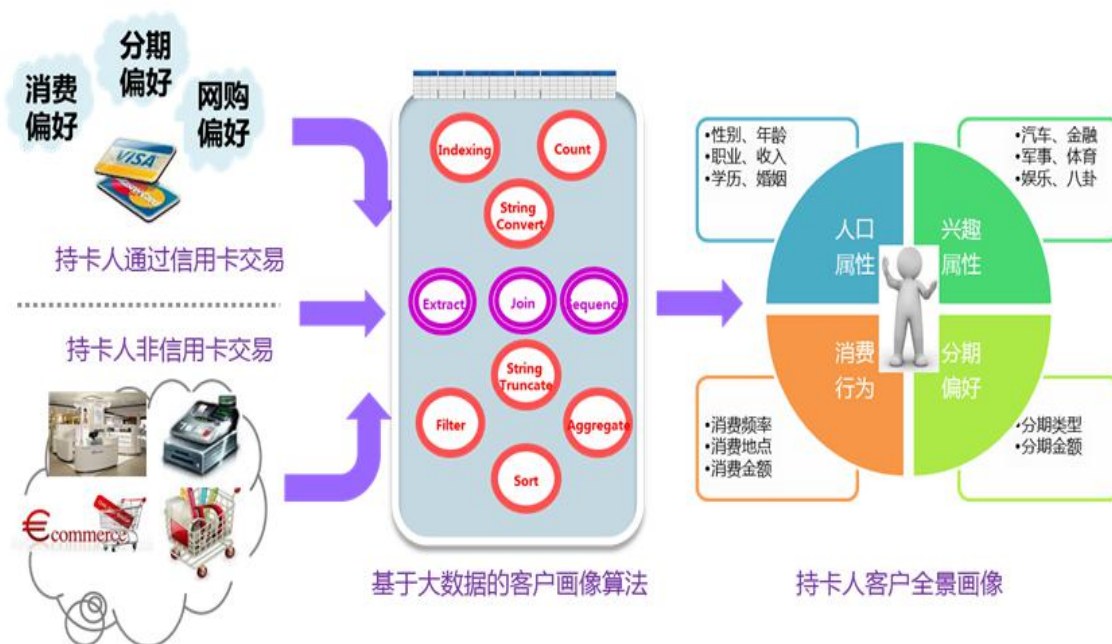 消费
偏好
分期
偏好
网购
偏好
VISA
MasterCard
持卡人通过信用卡交易
持卡人非信用卡交易
€commerce
Indexing
Count
String
Convert
Extract
Join
Sequence
String
Truncate
Filter
Aggregate
Sort
基于大数据的客户画像算法
•性别、年龄
•职业、收入
•学历、婚姻
•汽车、金融
•军事、体育
•娱乐、八卦
人口
属性
兴趣
属性
消费
行为
分期
偏好
•消费频率
•消费地点
•消费金额
•分期类型
•分期金额
持卡人客户全景画像